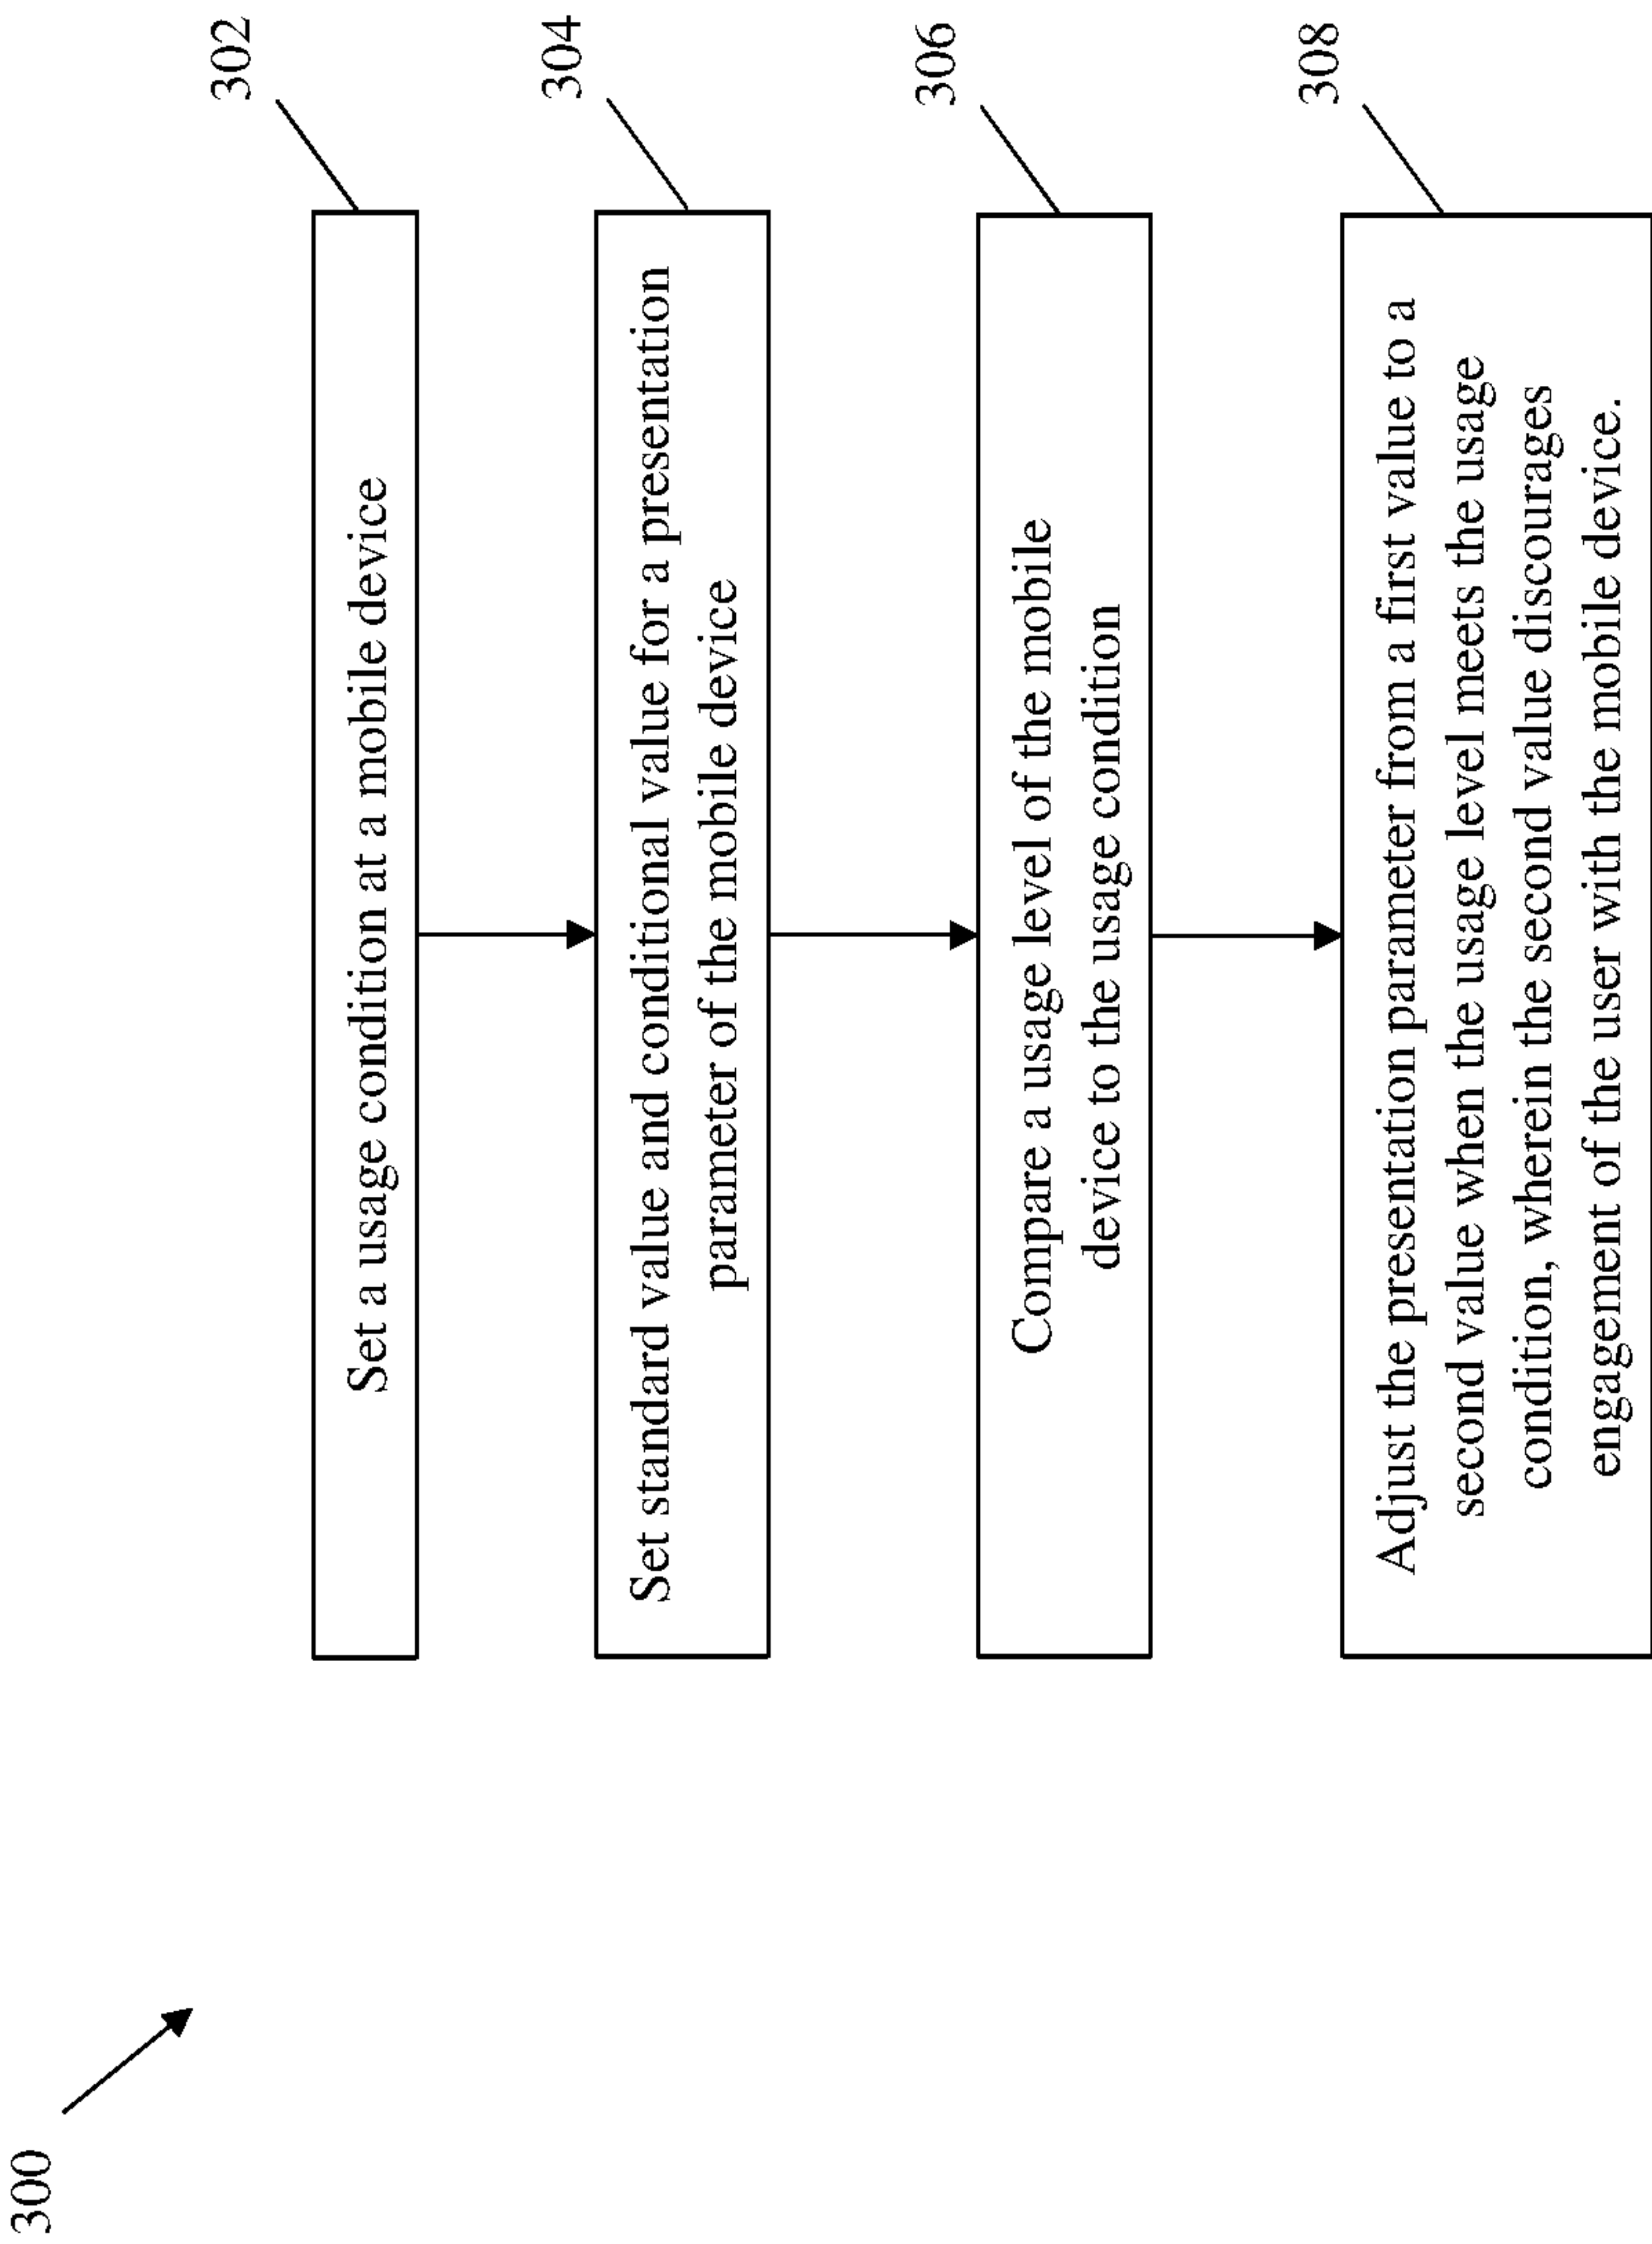 300
302
Set a usage condition at a mobile device
304
Set standard value and conditional value for a presentation
parameter of the mobile device
306
Compare a usage level of the mobile
device to the usage condition
308
Adjust the presentation parameter from a first value to a
second value when the usage level meets the usage
condition, wherein the second value discourages
engagement of the user with the mobile device.